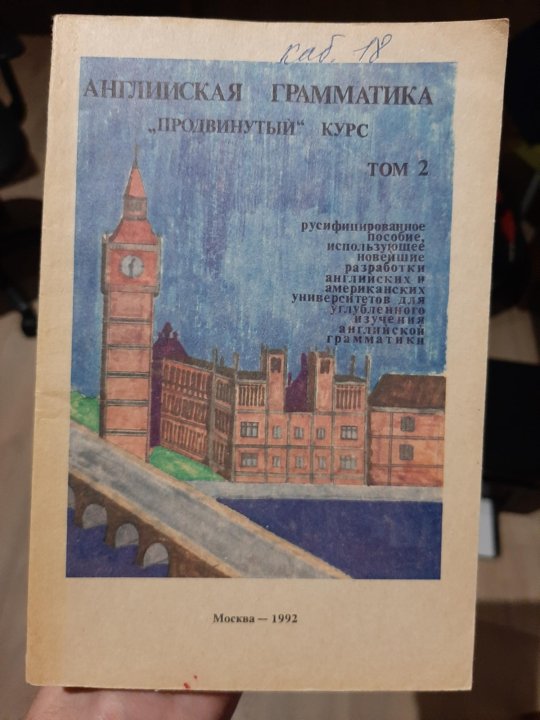 каб. 18
АНГЛИЙСКАЯ ГРАММАТИКА
„ПРОДВИНУТЫЙ“ КУРС
ТОМ 2
русифицированное
пособие,
использующее
новейшие
разработки
английских и
американских
университетов для
углубленного
изучения
английской
грамматики
Москва — 1992